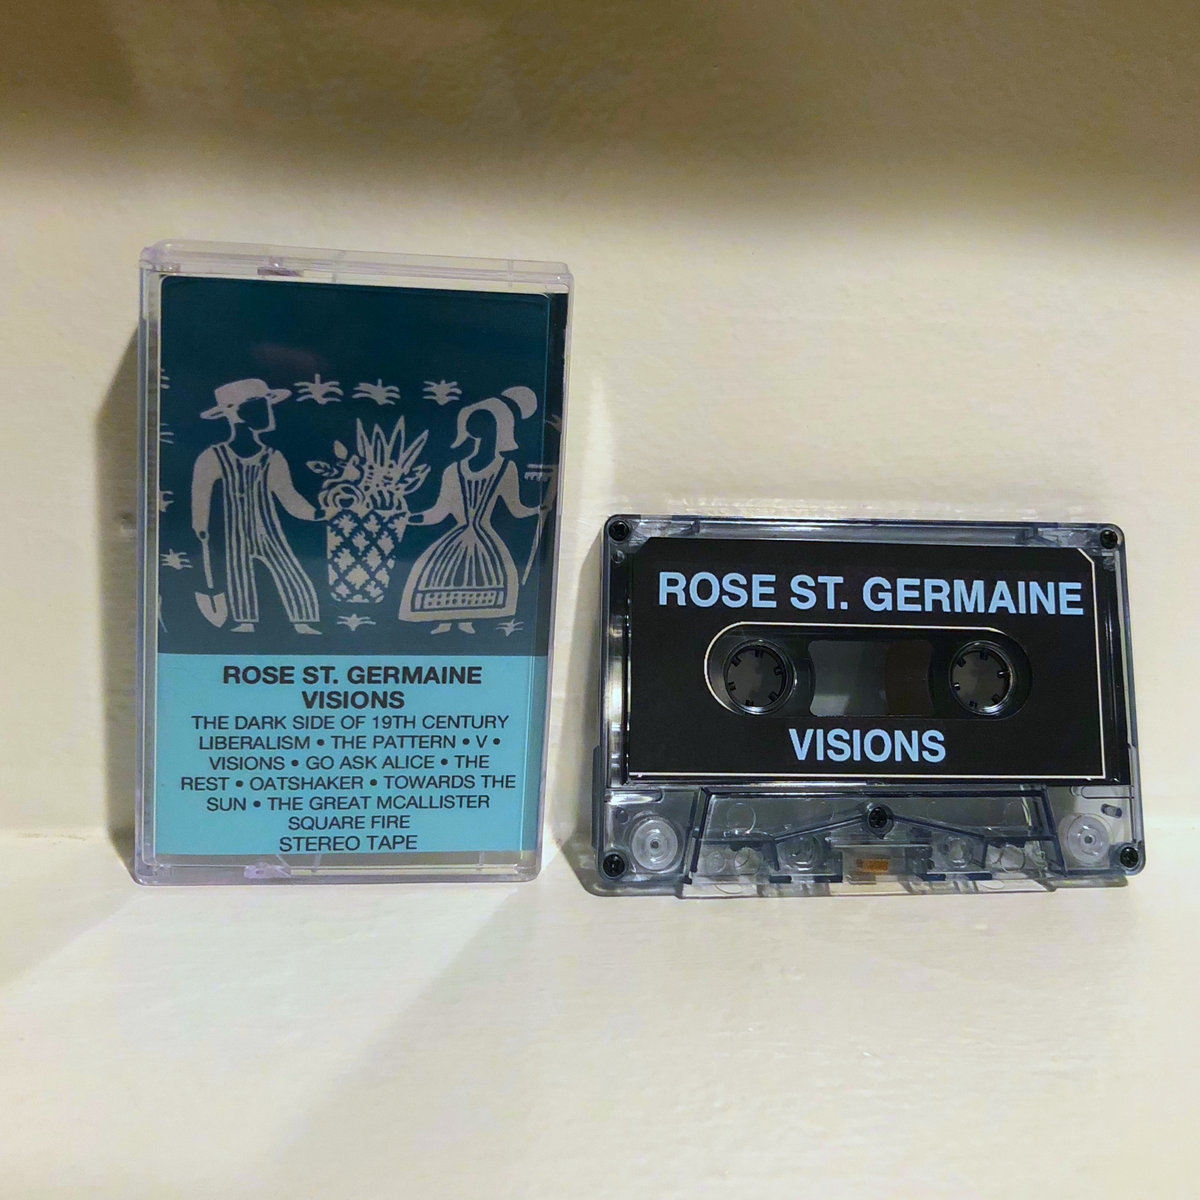 ROSE ST. GERMAINE
VISIONS
THE DARK SIDE OF 19TH CENTURY
LIBERALISM • THE PATTERN • V •
VISIONS • GO ASK ALICE • THE
REST • OATSHAKER • TOWARDS THE
SUN • THE GREAT MCALLISTER
SQUARE FIRE
STEREO TAPE
ROSE ST. GERMAINE
VISIONS